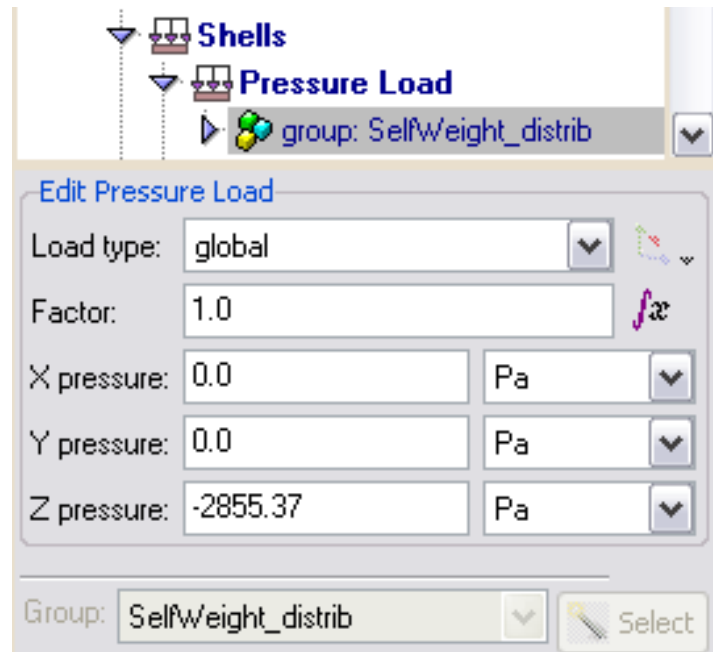 Shells
Pressure Load
group: SelfWeight_distrib
Edit Pressure Load
Load type: global
Factor: 1.0 ∫x
X pressure: 0.0 Pa
Y pressure: 0.0 Pa
Z pressure: -2855.37 Pa
Group: SelfWeight_distrib Select